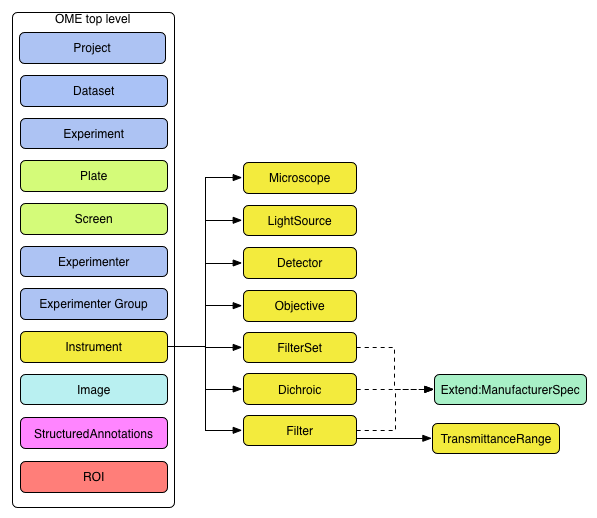 OME top level
Project
Dataset
Experiment
Plate
Screen
Experimenter
Experimenter Group
Instrument
Image
StructuredAnnotations
ROI
Microscope
LightSource
Detector
Objective
FilterSet
Dichroic
Filter
Extend:ManufacturerSpec
TransmittanceRange